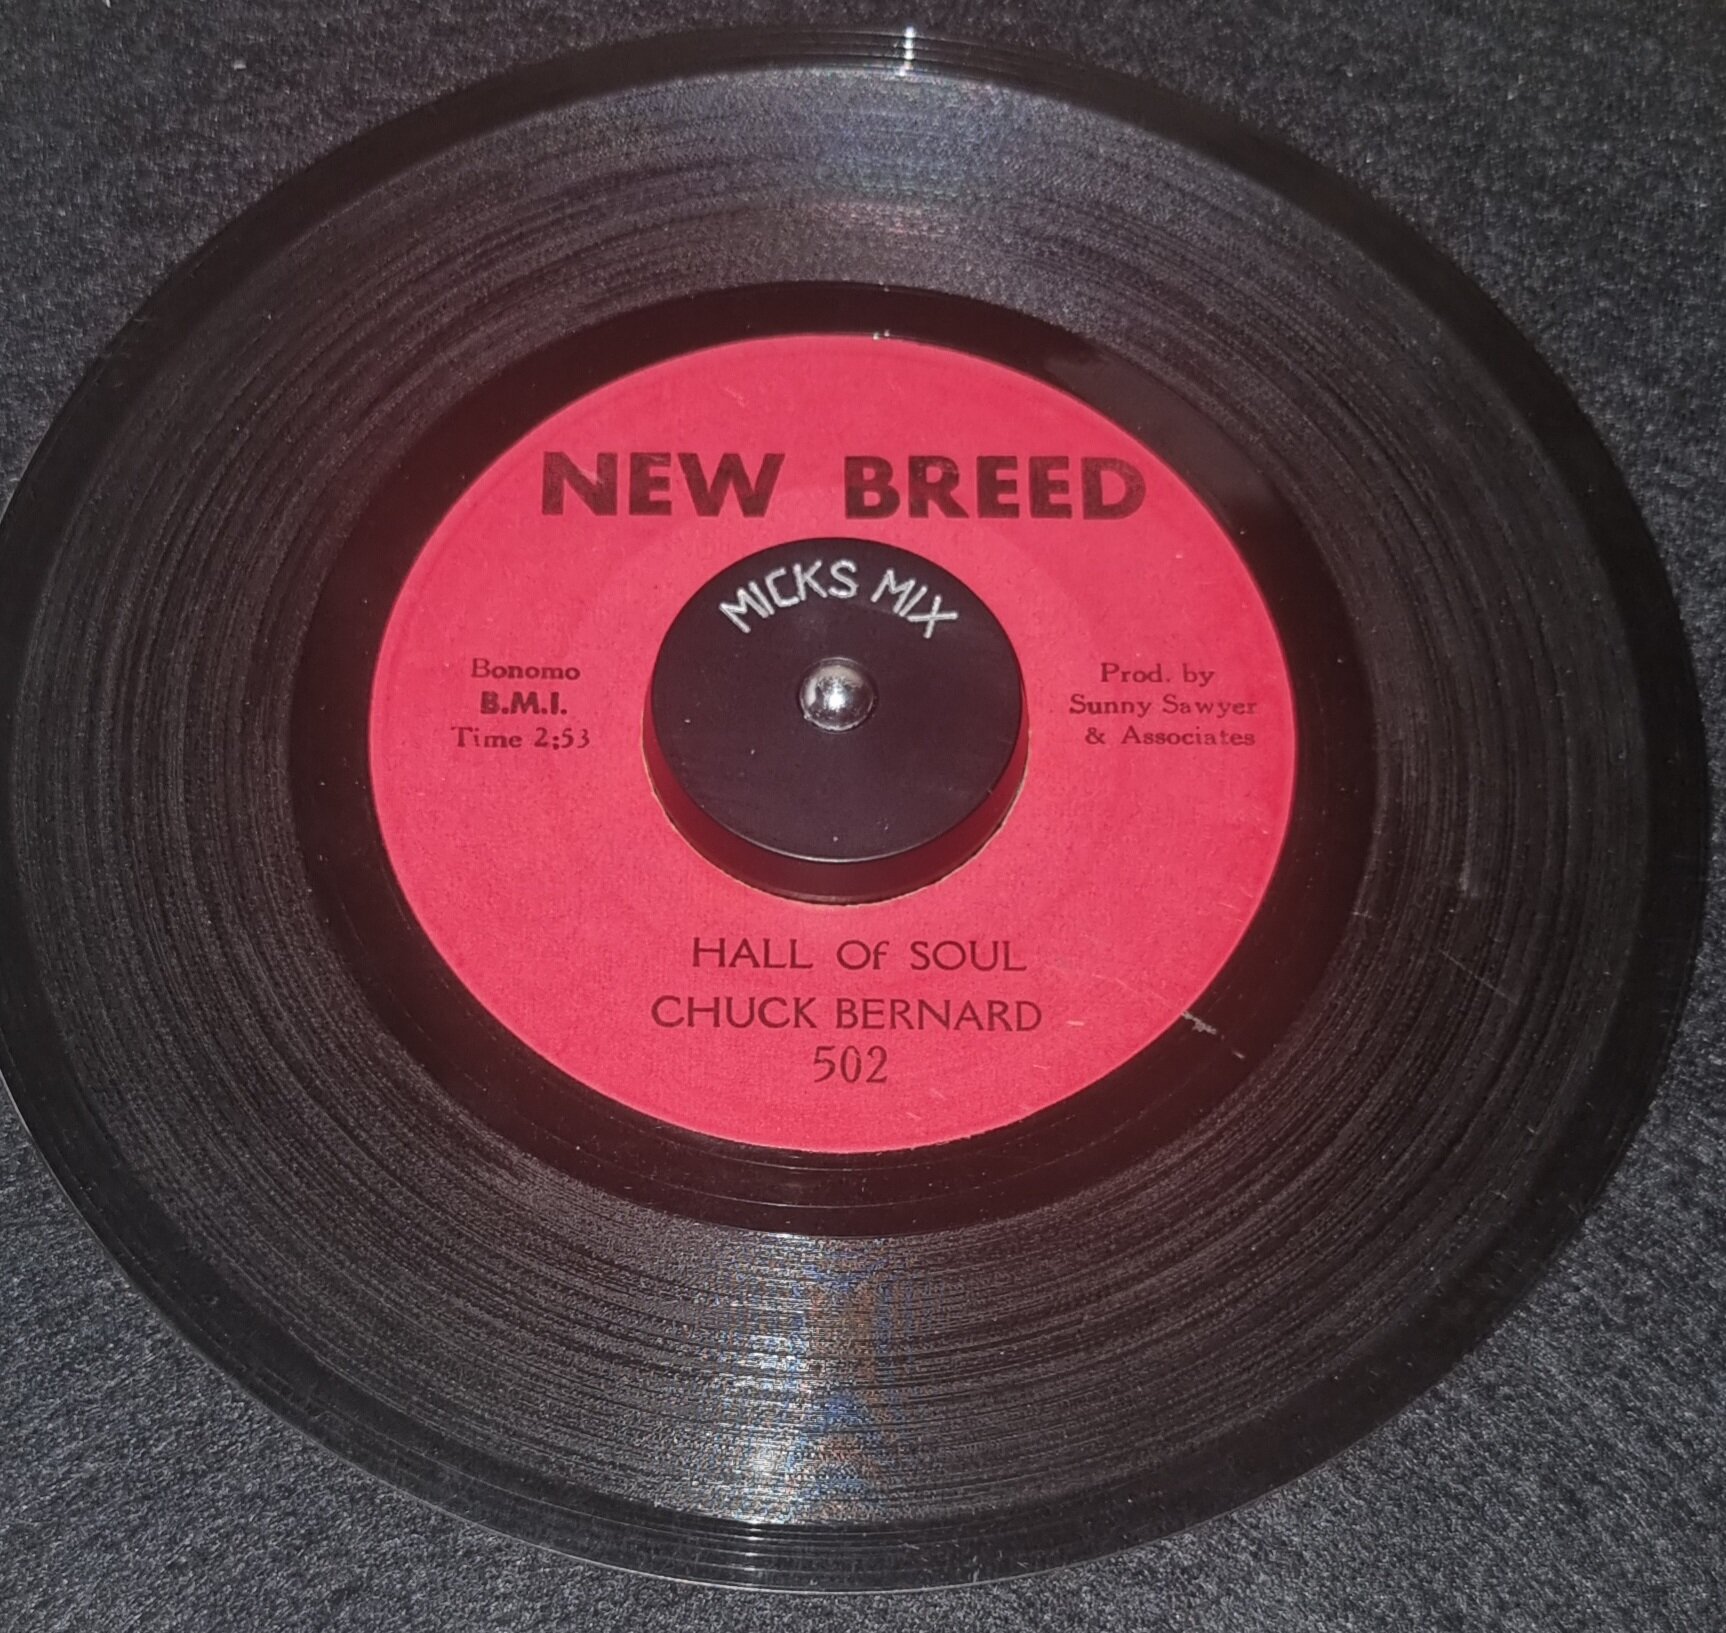 NEW BREED
MICKS MIX
Bonomo
B.M.I.
Time 2;53
Prod. by
Sunny Sawyer
& Associates
HALL Of SOUL
CHUCK BERNARD
502